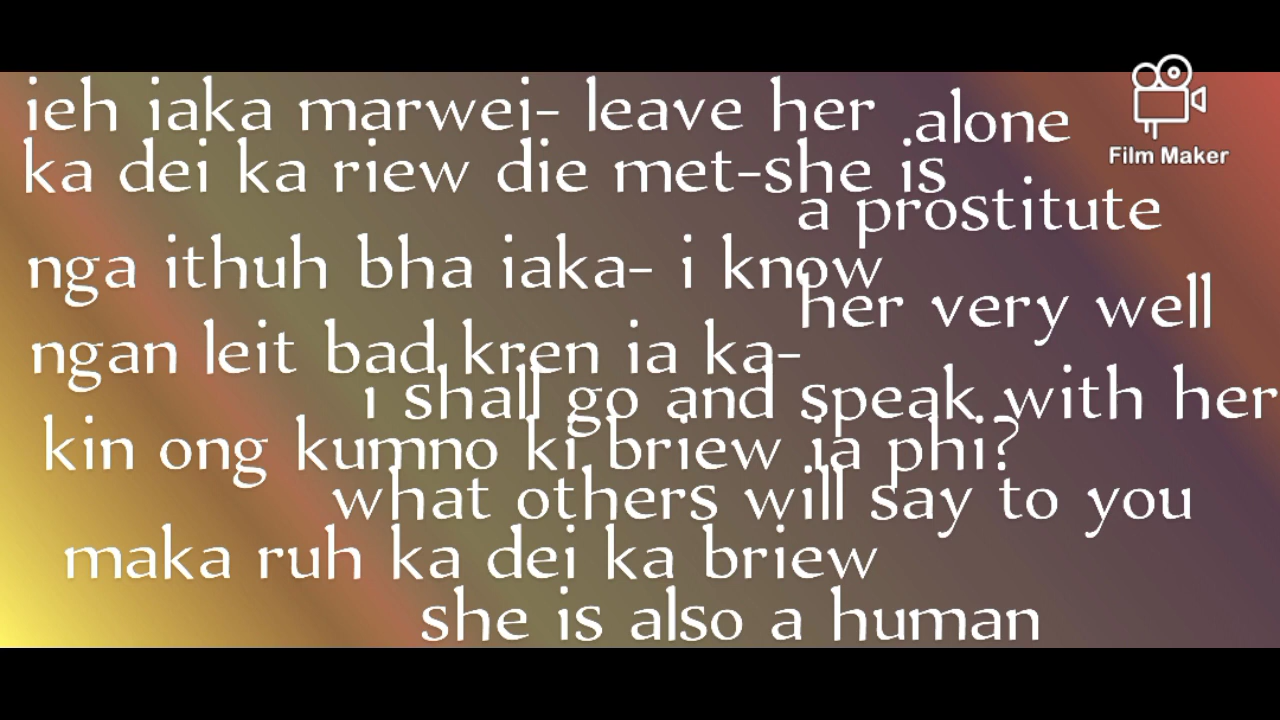 ieh iaka marwei- leave her .alone
ka dei ka riew die met-she is
a prostitute
nga ithuh bha iaka- i know
her very well
ngan leit bad kren ia ka-
i shall go and speak with her
kin ong kumno ki briew ia phi?
what others will say to you
maka ruh ka dei ka briew
she is also a human
Film Maker